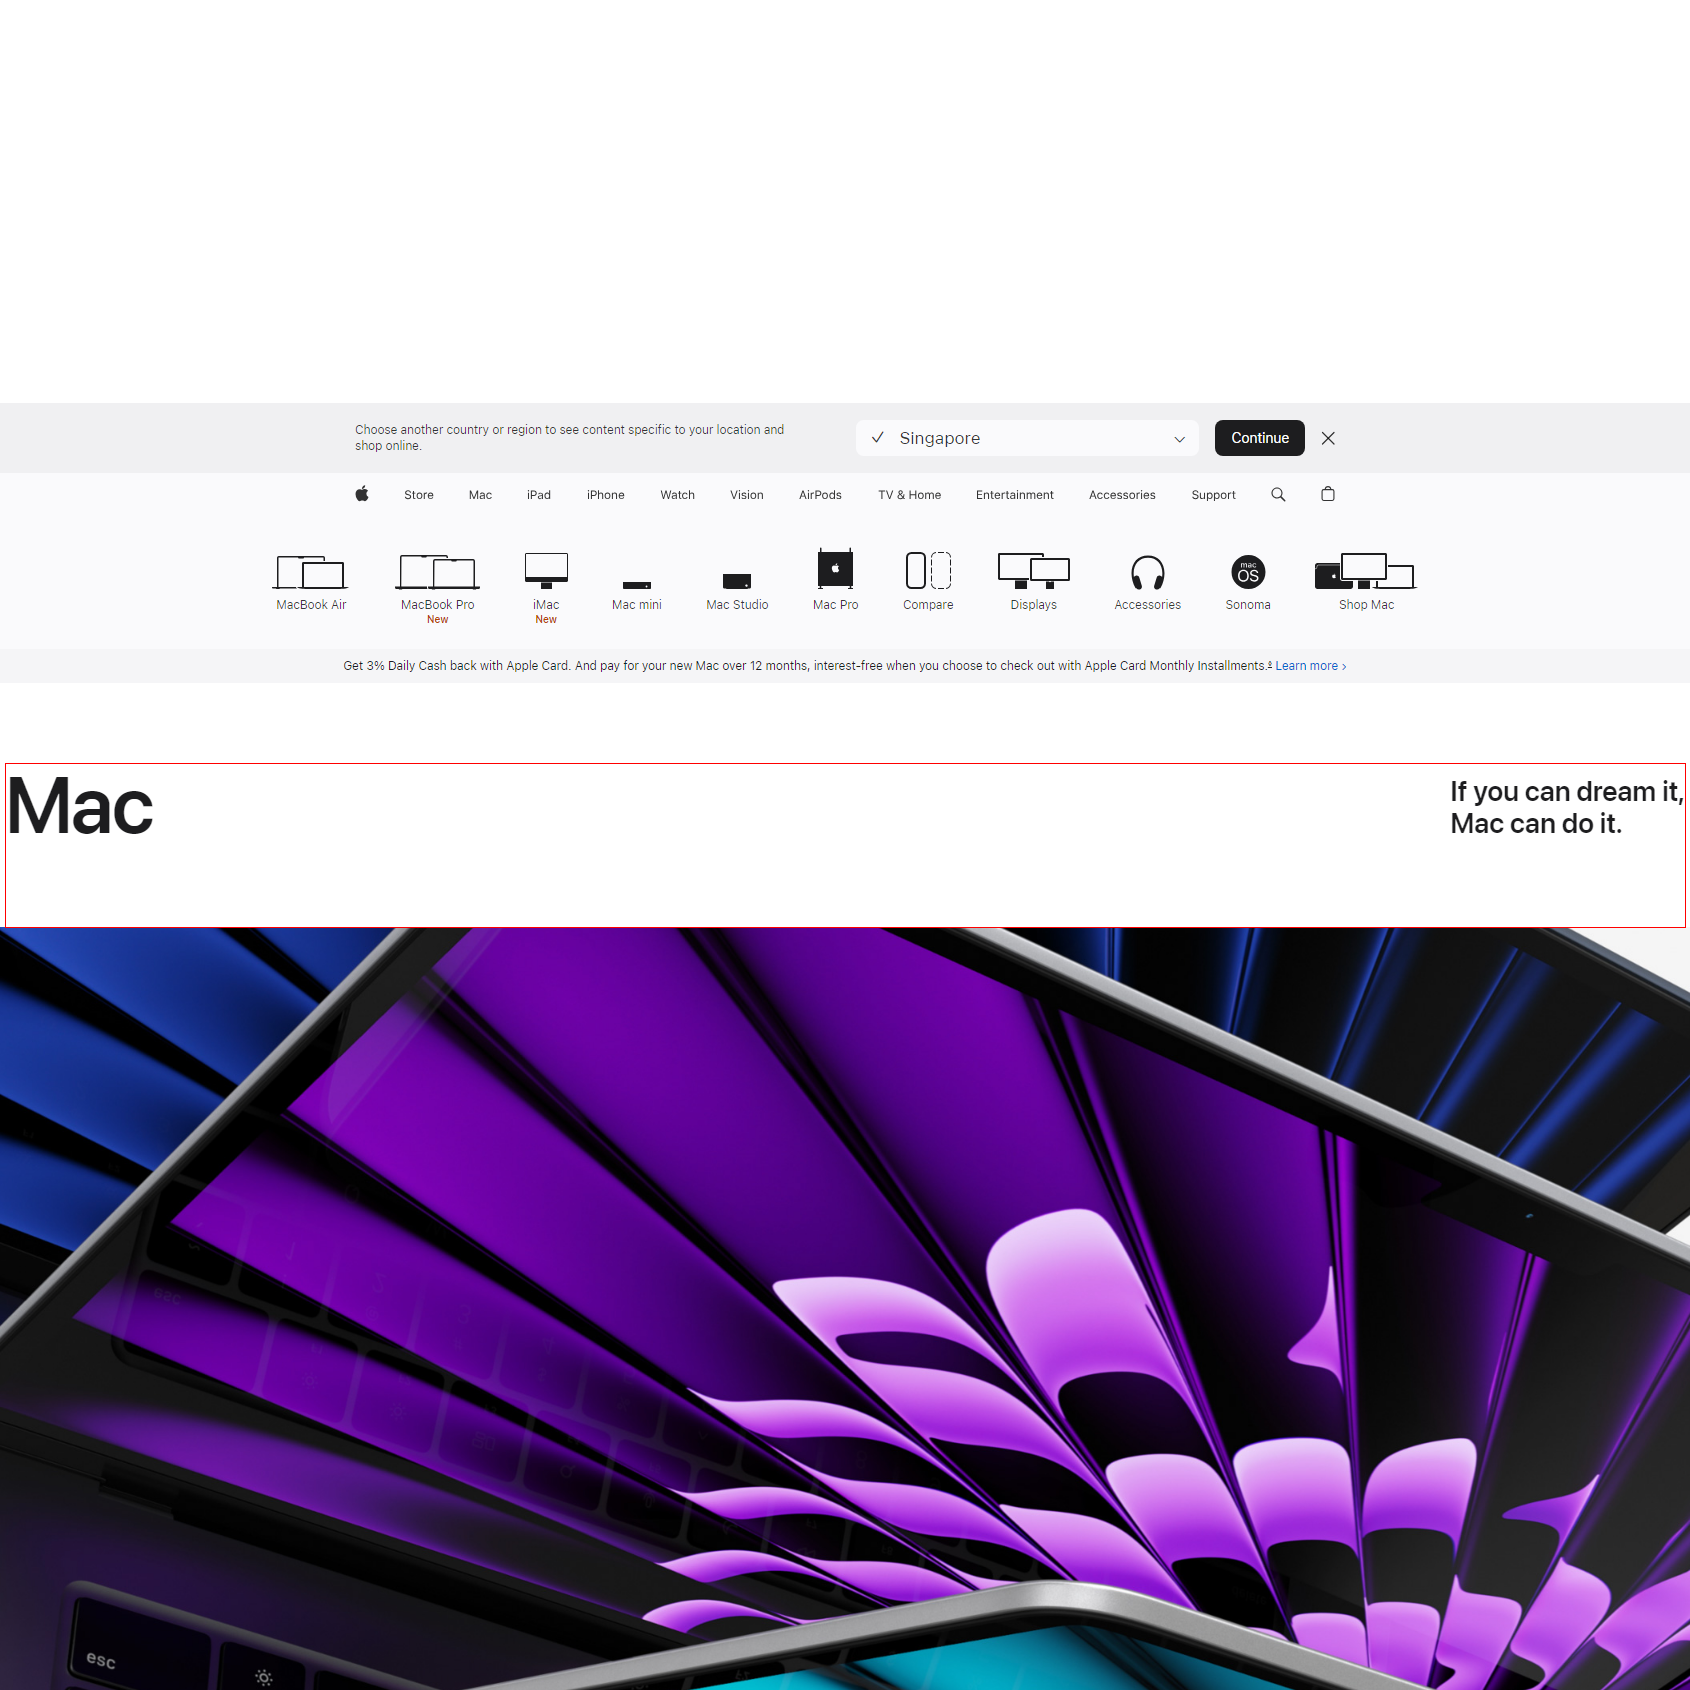 Choose another country or region to see content specific to your location and
shop online.
Singapore
Continue
Store Mac iPad iPhone Watch Vision AirPods TV & Home Entertainment Accessories Support
mac
OS
MacBook Air MacBook Pro iMac Mac mini Mac Studio Mac Pro Compare Displays Accessories Sonoma Shop Mac
New New
Get 3% Daily Cash back with Apple Card. And pay for your new Mac over 12 months, interest-free when you choose to check out with Apple Card Monthly Installments.◊ Learn more >
Mac
If you can dream it,
Mac can do it.
esc
esc